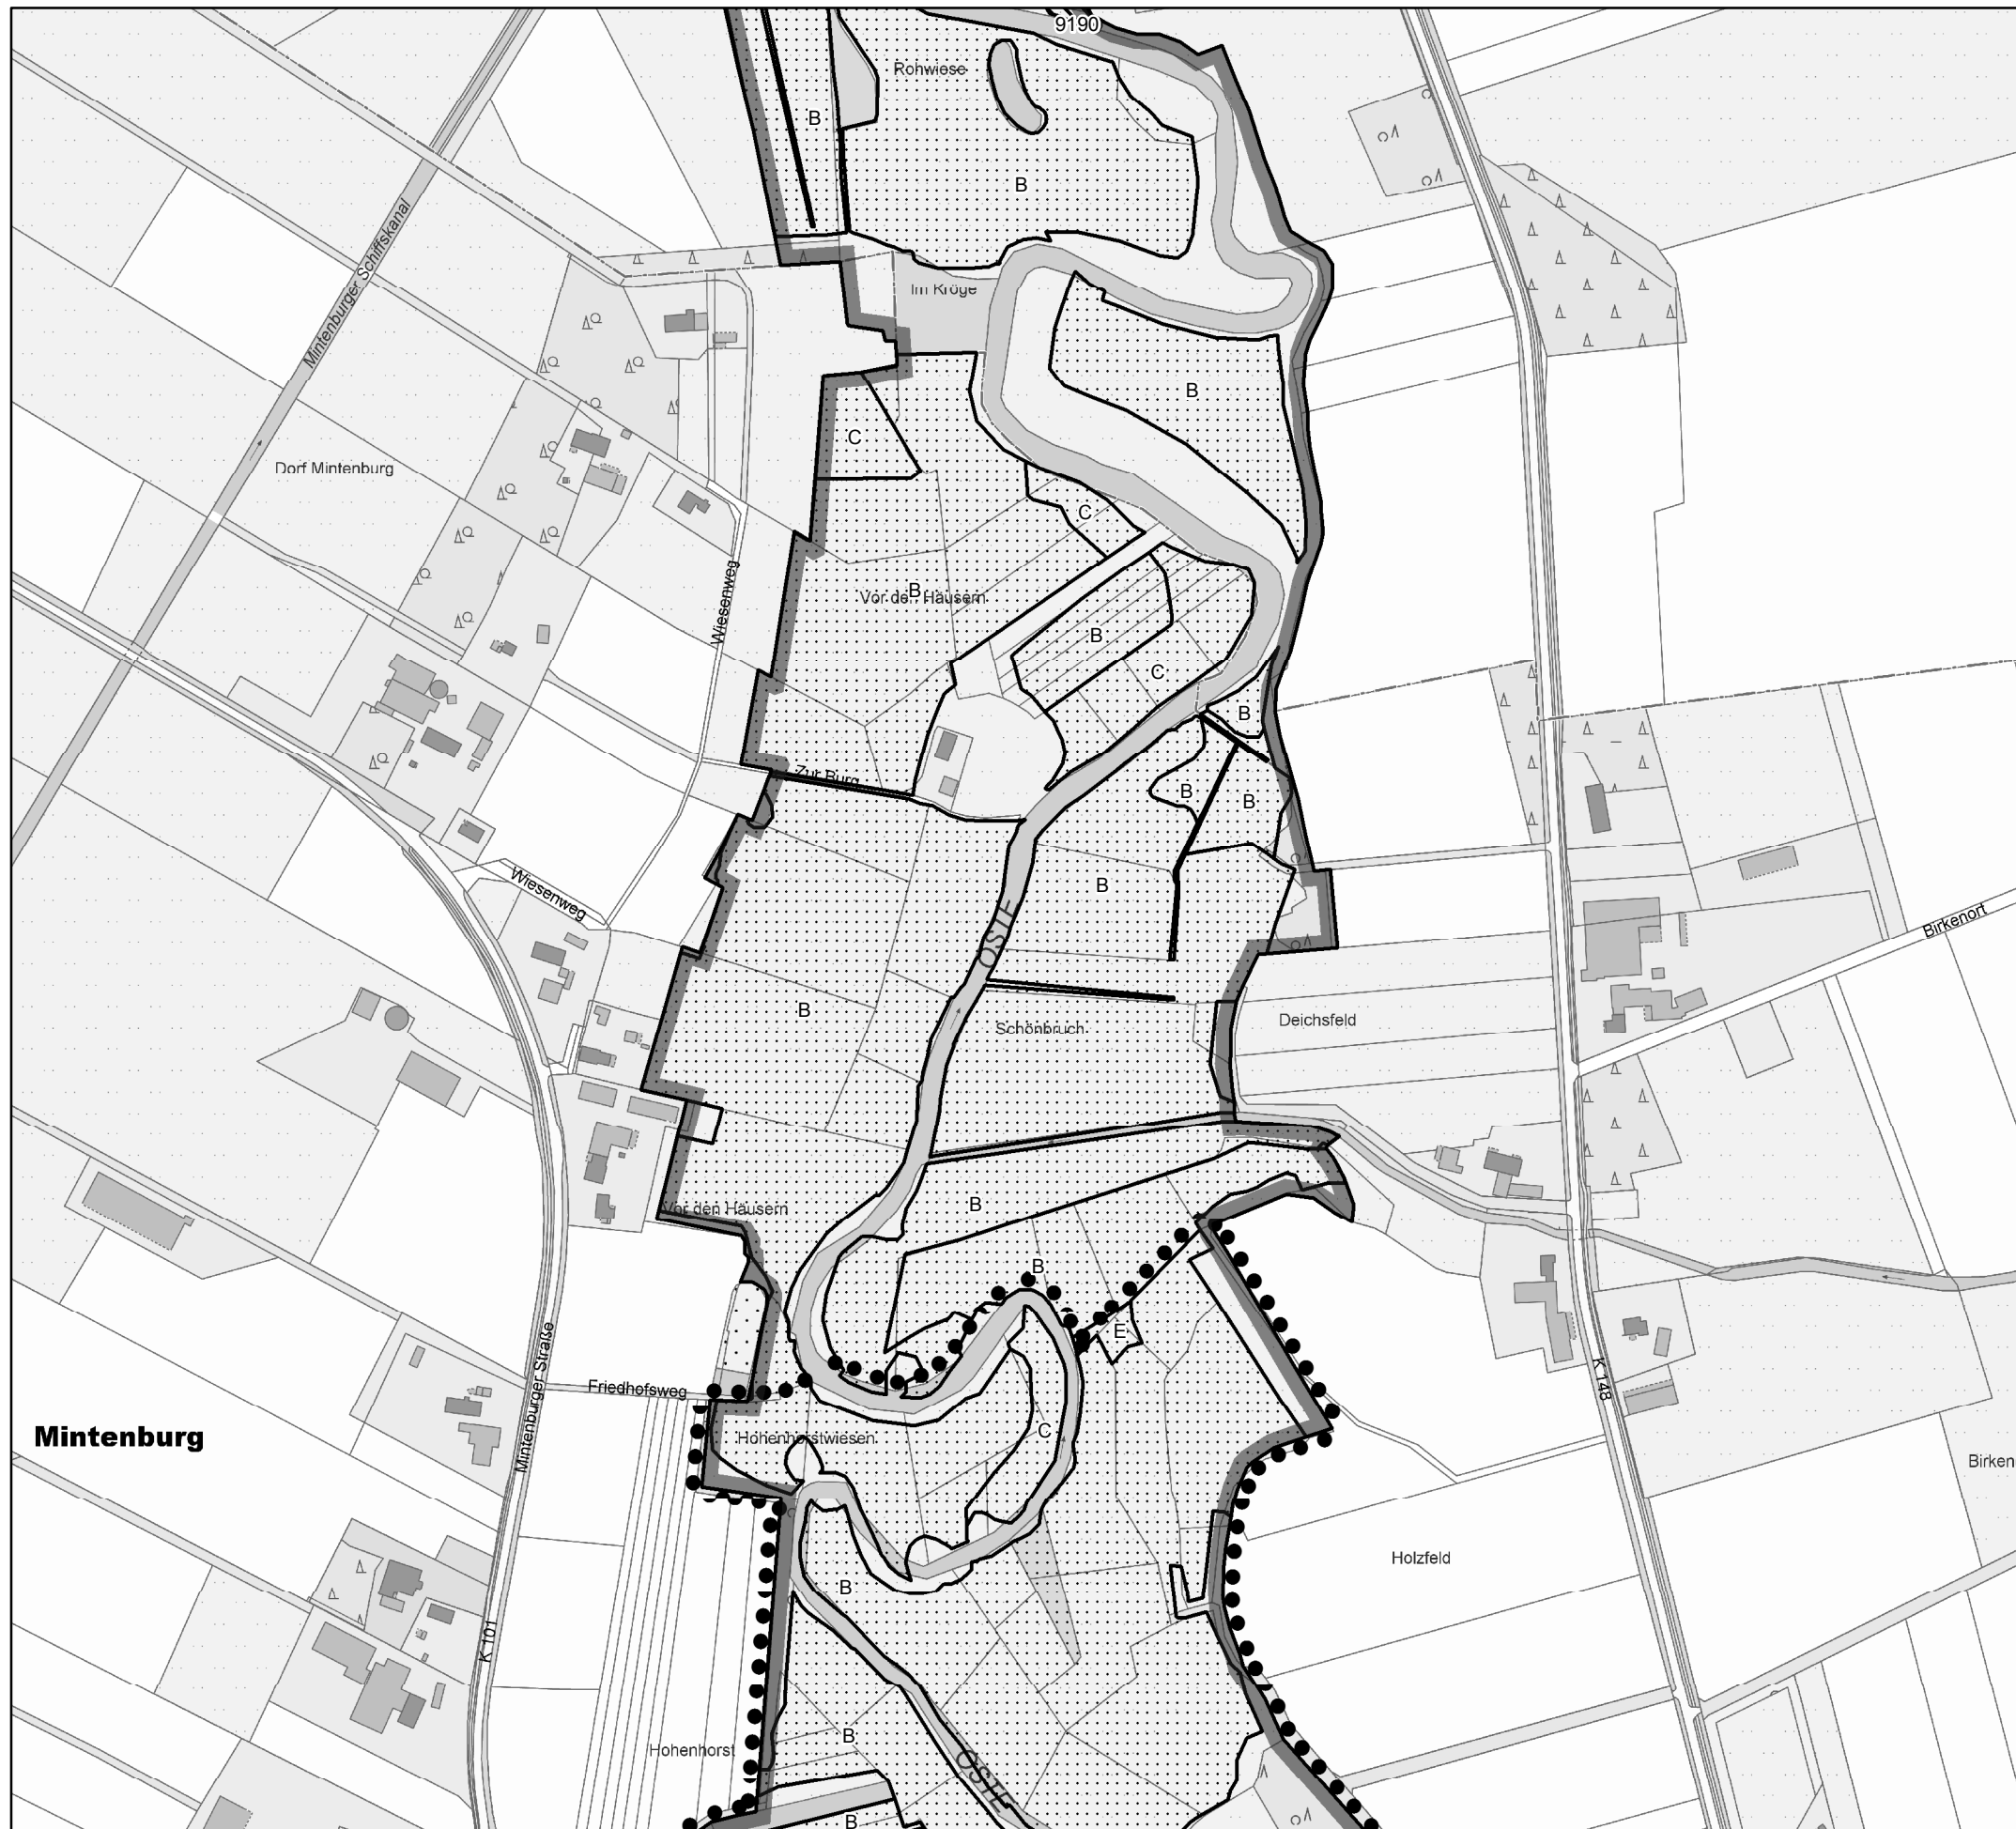 9190
Rohwiese
B
B
Mintenburger Schiffskanal
Im Kröge
B
C
Dorf Mintenburg
C
Wiesenweg
B
Vor den Häusern
B
C
B
Zur Burg
B
B
Wiesenweg
B
Birkenort
OSTE
B
Schönbruch
Deichsfeld
B
Vor den Häusern
B
E
Mintenburger Straße
Friedhofsweg
K 148
Mintenburg
Hohenhorstwiesen
C
Birken
Holzfeld
B
K 101
B
Hohenhorst
OSTE
B